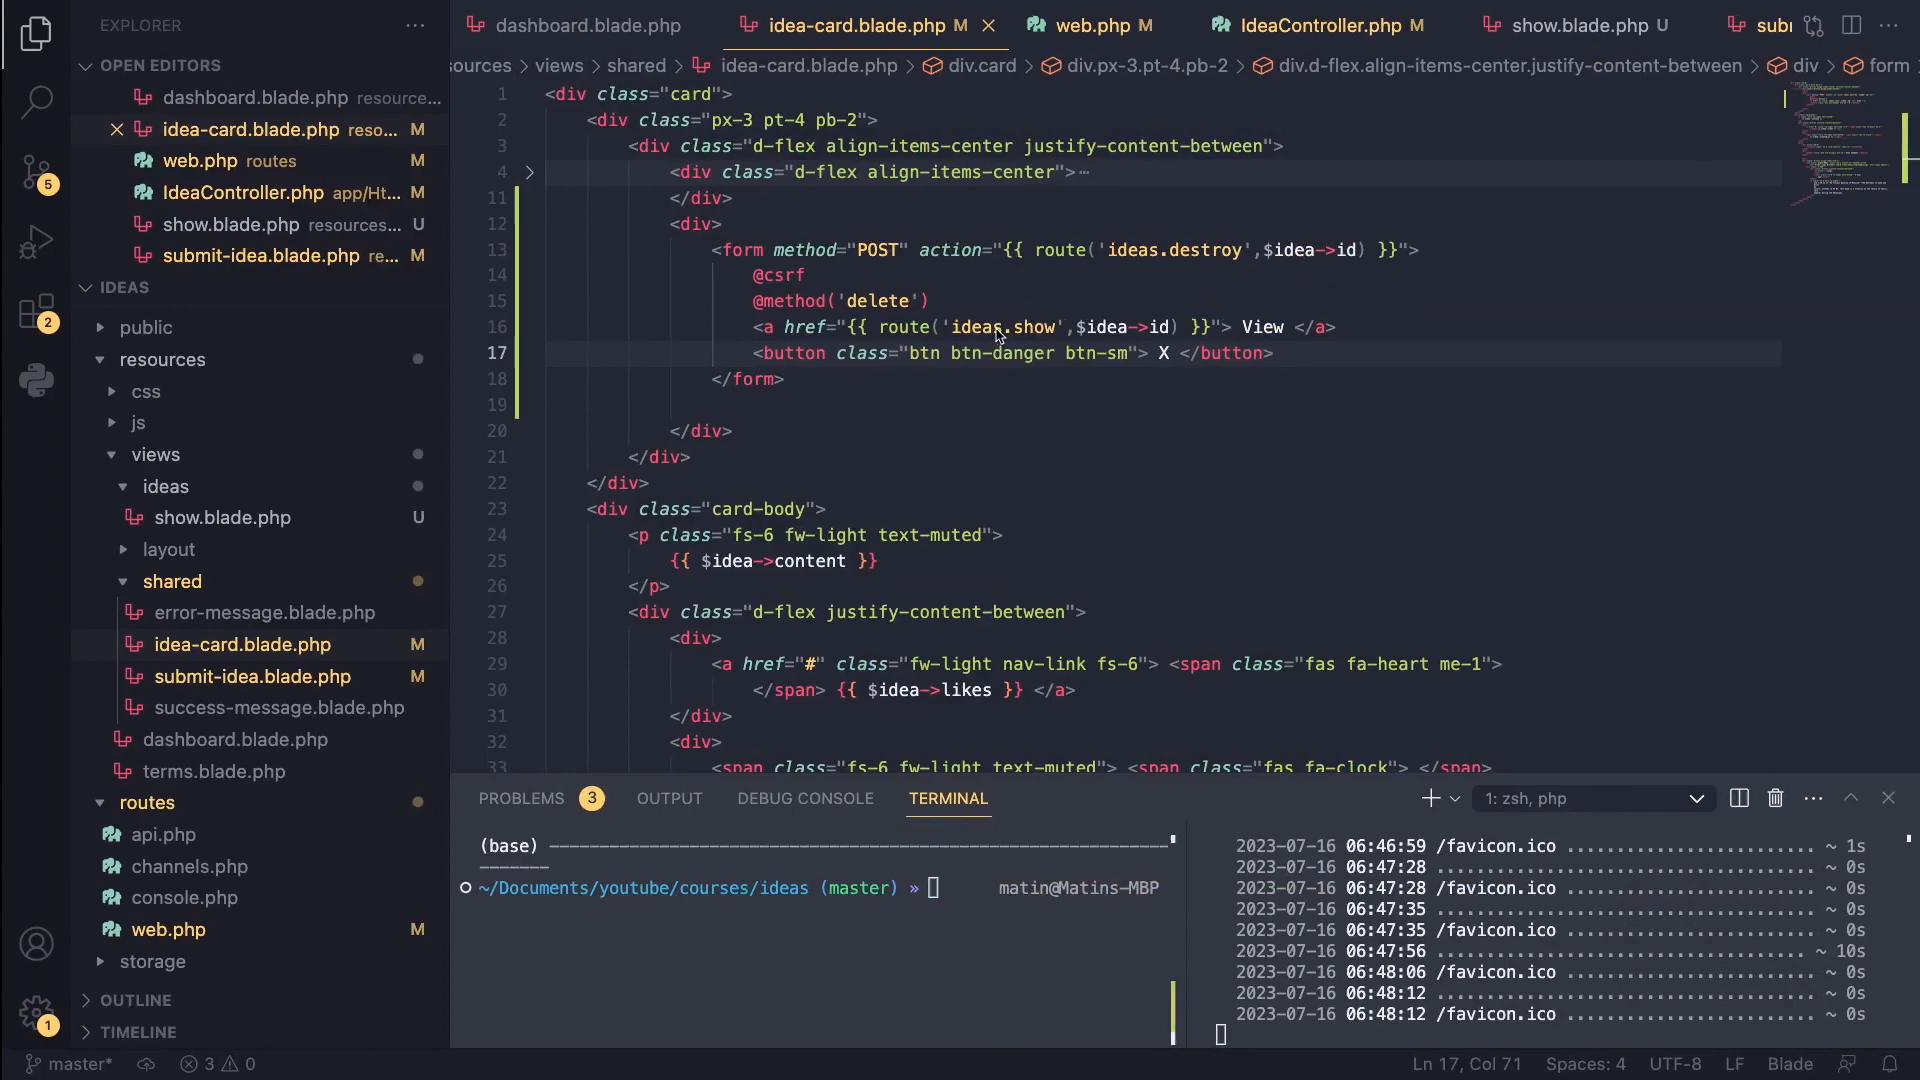 EXPLORER
OPEN EDITORS
dashboard.blade.php resource...
idea-card.blade.php reso... M
web.php routes M
IdeaController.php app/Ht... M
show.blade.php resources... U
submit-idea.blade.php re... M
IDEAS
public
resources
css
js
views
ideas
show.blade.php U
layout
shared
error-message.blade.php
idea-card.blade.php M
submit-idea.blade.php M
success-message.blade.php
dashboard.blade.php
terms.blade.php
routes
api.php
channels.php
console.php
web.php M
storage
OUTLINE
TIMELINE
5
2
1
dashboard.blade.php idea-card.blade.php M web.php M IdeaController.php M show.blade.php U
sources > views > shared > idea-card.blade.php > div.card > div.px-3.pt-4.pb-2 > div.d-flex.align-items-center.justify-content-between > div > form
1 <div class="card">
2 <div class="px-3 pt-4 pb-2">
3 <div class="d-flex align-items-center justify-content-between">
4 <div class="d-flex align-items-center">…
11 </div>
12 <div>
13 <form method="POST" action="{{ route('ideas.destroy',$idea->id) }}">
14 @csrf
15 @method('delete')
16 <a href="{{ route('ideas.show',$idea->id) }}"> View </a>
17 <button class="btn btn-danger btn-sm"> X </button>
18 </form>
19
20 </div>
21 </div>
22 </div>
23 <div class="card-body">
24 <p class="fs-6 fw-light text-muted">
25 {{ $idea->content }}
26 </p>
27 <div class="d-flex justify-content-between">
28 <div>
29 <a href="#" class="fw-light nav-link fs-6"> <span class="fas fa-heart me-1">
30 </span> {{ $idea->likes }} </a>
31 </div>
32 <div>
33 <span class="fs-6 fw-light text-muted"> <span class="fas fa-clock"> </span>
PROBLEMS 3 OUTPUT DEBUG CONSOLE TERMINAL 1: zsh, php
(base)
~/Documents/youtube/courses/ideas (master) » matin@Matins-MBP
2023-07-16 06:46:59 /favicon.ico ........................ ~ 1s
2023-07-16 06:47:28 .................................... ~ 0s
2023-07-16 06:47:28 /favicon.ico ........................ ~ 0s
2023-07-16 06:47:35 .................................... ~ 0s
2023-07-16 06:47:35 /favicon.ico ........................ ~ 0s
2023-07-16 06:47:56 ................................... ~ 10s
2023-07-16 06:48:06 /favicon.ico ........................ ~ 0s
2023-07-16 06:48:12 .................................... ~ 0s
2023-07-16 06:48:12 /favicon.ico ........................ ~ 0s
master* 3 0 Ln 17, Col 71 Spaces: 4 UTF-8 LF Blade